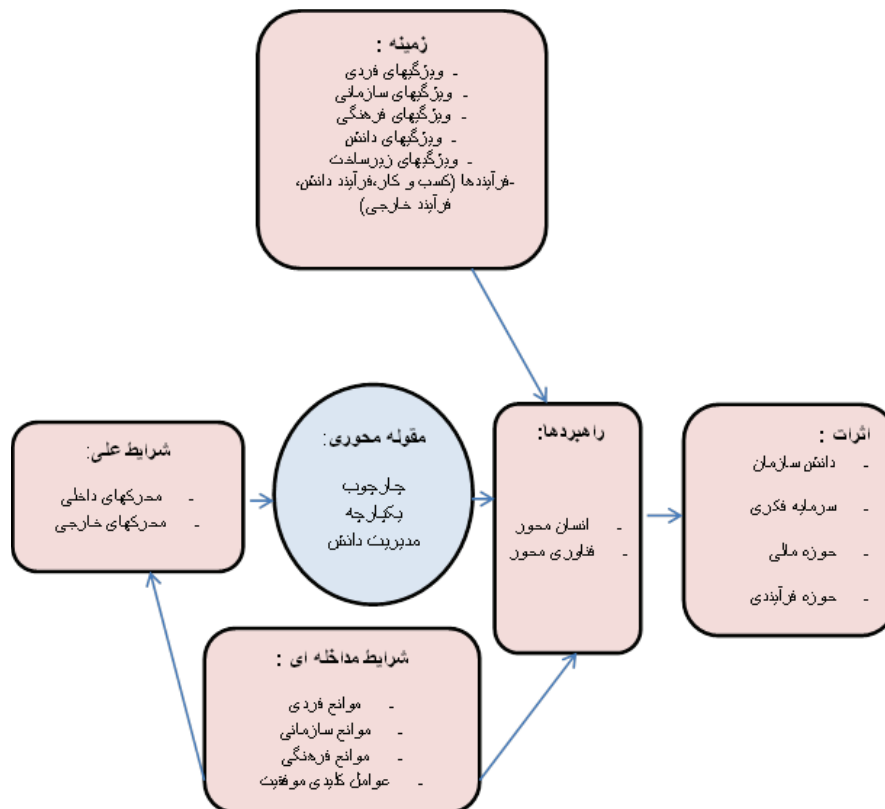 زمینه :
- ویژگیهای فردی
- ویژگیهای سازمانی
- ویژگیهای فرهنگی
- ویژگیهای دانش
- ویژگیهای زیرساخت
-فرآیندها (کسب و کار،فرآیند دانش،
فرآیند خارجی)
شرایط علی:
- محرکهای داخلی
- محرکهای خارجی
مقوله محوری:
چارچوب
یکپارچه
مدیریت دانش
راهبردها:
- انسان محور
- فناوری محور
اثرات :
- دانش سازمان
- سرمایه فکری
- حوزه مالی
- حوزه فرآیندی
شرایط مداخله ای :
- موانع فردی
- موانع سازمانی
- موانع فرهنگی
- عوامل کلیدی موفقیت